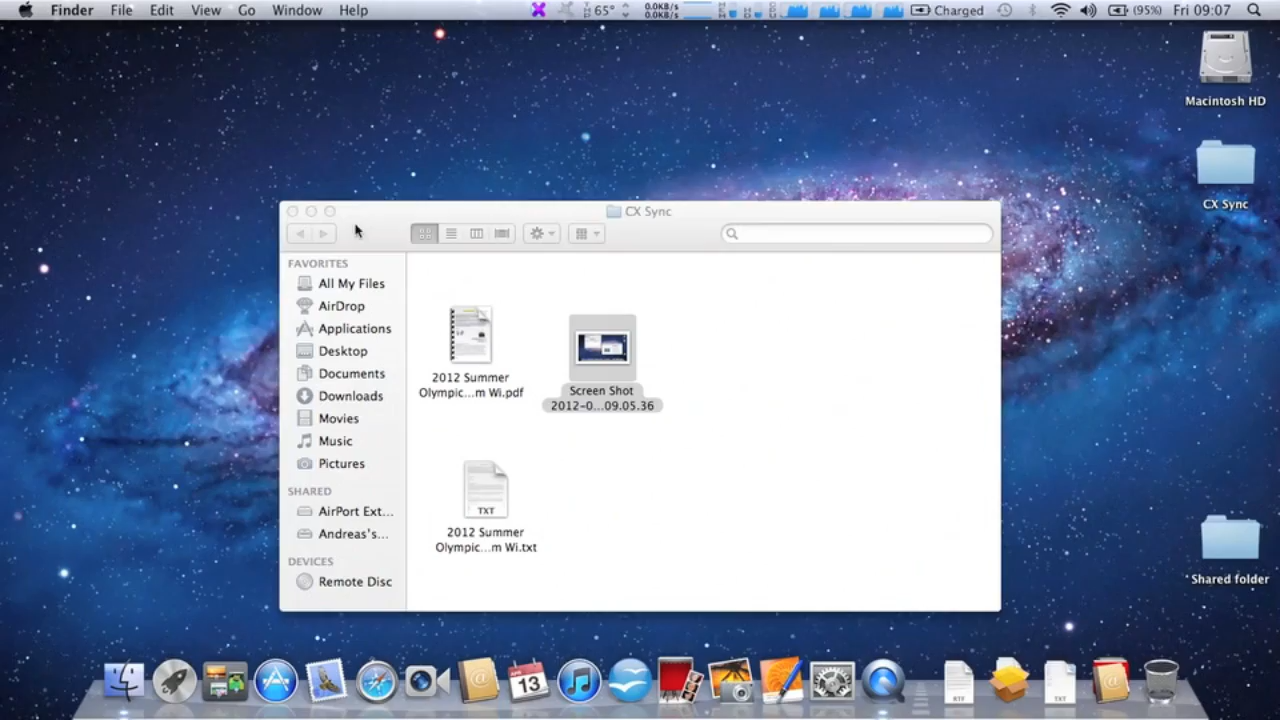 Finder File Edit View Go Window Help 65° 0.0KB/s 0.0KB/s Charged (95%) Fri 09:07
Macintosh HD
CX Sync
CX Sync
FAVORITES
All My Files
AirDrop
Applications
Desktop
Documents
Downloads
Movies
Music
Pictures
SHARED
AirPort Ext...
Andreas's...
DEVICES
Remote Disc
2012 Summer
Olympic...m Wi.pdf
Screen Shot
2012-0...09.05.36
TXT
2012 Summer
Olympic...m Wi.txt
Shared folder
13
RTF
TXT